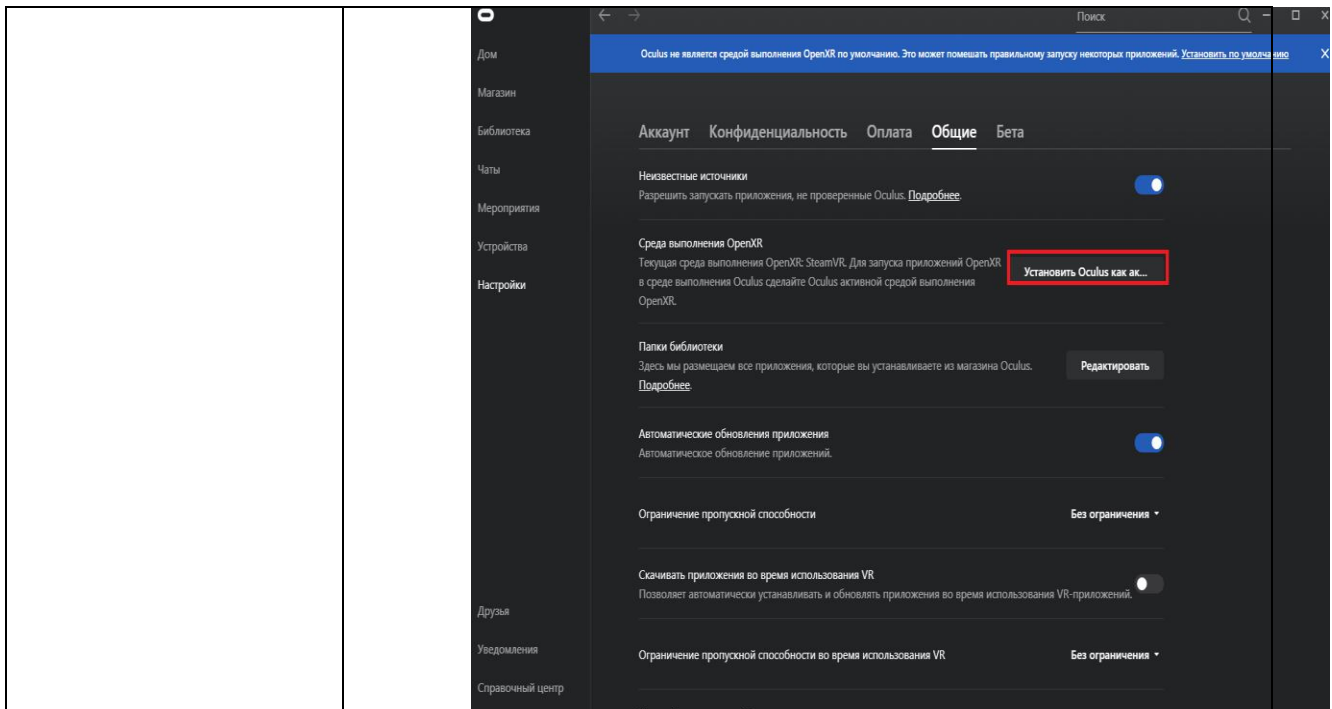 Поиск
Oculus не является средой выполнения OpenXR по умолчанию. Это может помешать правильному запуску некоторых приложений. Установить по умолчанию
Дом
Магазин
Библиотека
Чаты
Мероприятия
Устройства
Настройки
Друзья
Уведомления
Справочный центр
Аккаунт Конфиденциальность Оплата Общие Бета
Неизвестные источники
Разрешить запускать приложения, не проверенные Oculus. Подробнее.
Среда выполнения OpenXR
Текущая среда выполнения OpenXR: SteamVR. Для запуска приложений OpenXR
в среде выполнения Oculus сделайте Oculus активной средой выполнения
OpenXR.
Установить Oculus как ак...
Папки библиотеки
Здесь мы размещаем все приложения, которые вы устанавливаете из магазина Oculus.
Подробнее.
Редактировать
Автоматические обновления приложения
Автоматическое обновление приложений.
Ограничение пропускной способности
Без ограничения
Скачивать приложения во время использования VR
Позволяет автоматически устанавливать и обновлять приложения во время использования VR-приложений.
Ограничение пропускной способности во время использования VR
Без ограничения